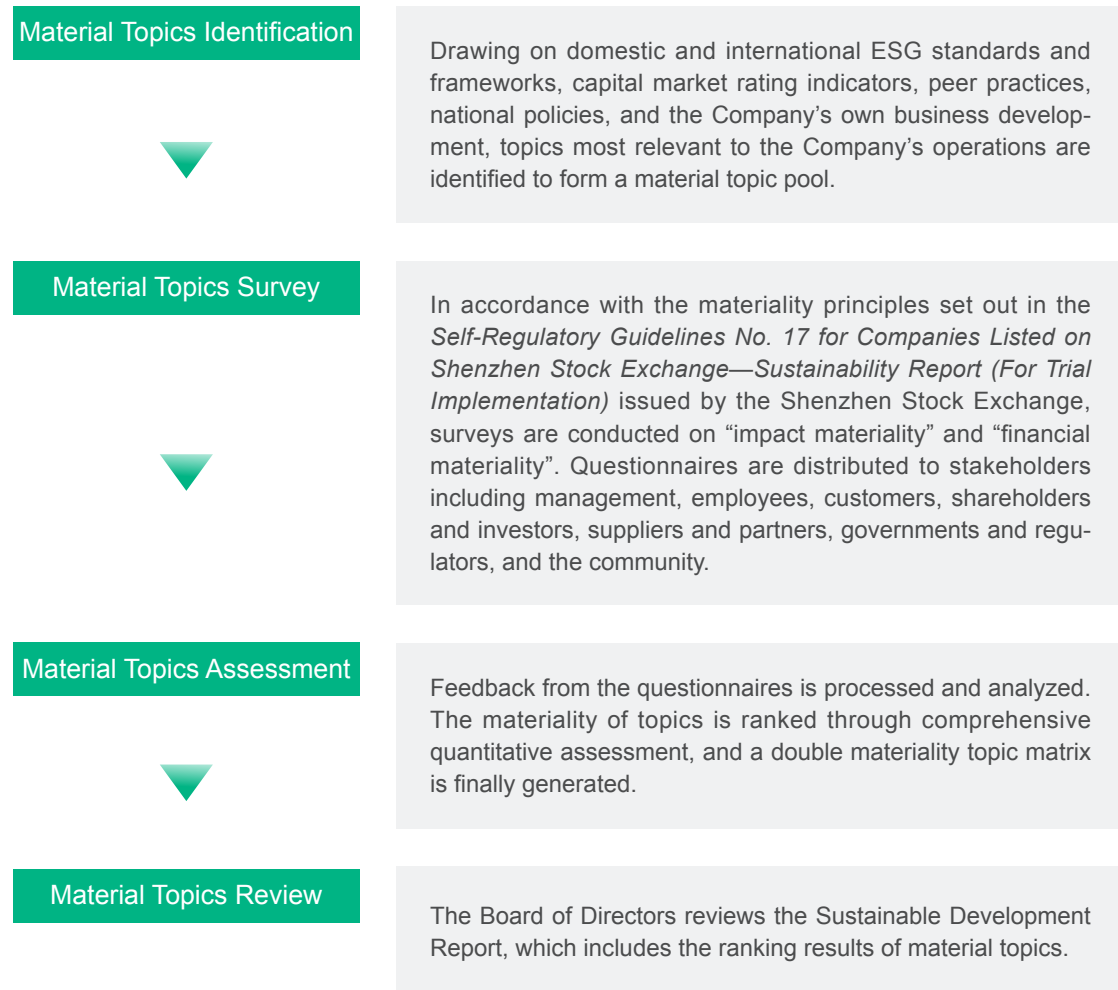 Material Topics Identification
Drawing on domestic and international ESG standards and
frameworks, capital market rating indicators, peer practices,
national policies, and the Company’s own business develop-
ment, topics most relevant to the Company’s operations are
identified to form a material topic pool.
Material Topics Survey
In accordance with the materiality principles set out in the
Self-Regulatory Guidelines No. 17 for Companies Listed on
Shenzhen Stock Exchange—Sustainability Report (For Trial
Implementation) issued by the Shenzhen Stock Exchange,
surveys are conducted on “impact materiality” and “financial
materiality”. Questionnaires are distributed to stakeholders
including management, employees, customers, shareholders
and investors, suppliers and partners, governments and regu-
lators, and the community.
Material Topics Assessment
Feedback from the questionnaires is processed and analyzed.
The materiality of topics is ranked through comprehensive
quantitative assessment, and a double materiality topic matrix
is finally generated.
Material Topics Review
The Board of Directors reviews the Sustainable Development
Report, which includes the ranking results of material topics.